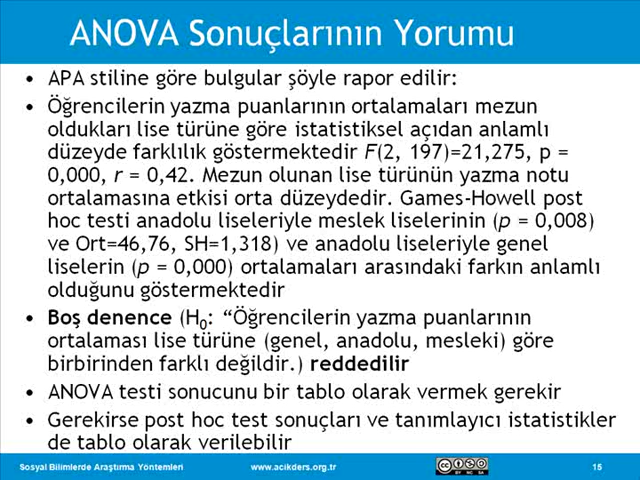 ANOVA Sonuçlarının Yorumu
• APA stiline göre bulgular şöyle rapor edilir:
• Öğrencilerin yazma puanlarının ortalamaları mezun
oldukları lise türüne göre istatistiksel açıdan anlamlı
düzeyde farklılık göstermektedir F(2, 197)=21,275, p =
0,000, r = 0,42. Mezun olunan lise türünün yazma notu
ortalamasına etkisi orta düzeydedir. Games-Howell post
hoc testi anadolu liseleriyle meslek liselerinin (p = 0,008)
ve Ort=46,76, SH=1,318) ve anadolu liseleriyle genel
liselerin (p = 0,000) ortalamaları arasındaki farkın anlamlı
olduğunu göstermektedir
• Boş denence (H0: “Öğrencilerin yazma puanlarının
ortalaması lise türüne (genel, anadolu, mesleki) göre
birbirinden farklı değildir.) reddedilir
• ANOVA testi sonucunu bir tablo olarak vermek gerekir
• Gerekirse post hoc test sonuçları ve tanımlayıcı istatistikler
de tablo olarak verilebilir
Sosyal Bilimlerde Araştırma Yöntemleri www.acikders.org.tr BY NC SA 15